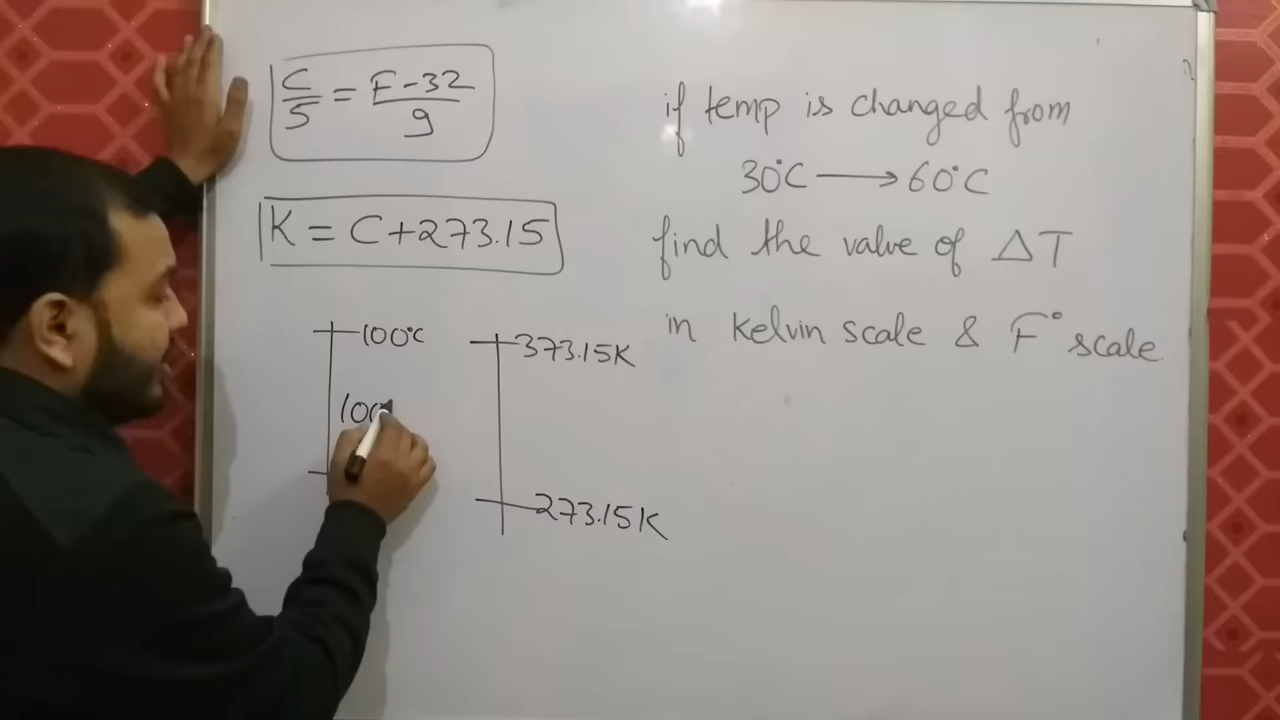 C/5 = F-32/9
K = C+273.15
100°C
100
373.15K
273.15K
if temp is changed from
30°C → 60°C
find the value of ΔT
in Kelvin scale & F° scale